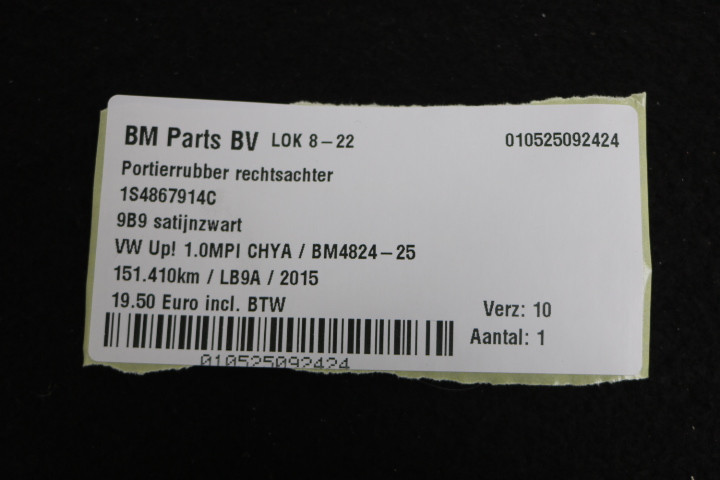 BM Parts BV LOK 8-22 010525092424
Portierrubber rechtsachter
1S4867914C
9B9 satijnzwart
VW Up! 1.0MPI CHYA / BM4824-25
151.410km / LB9A / 2015
19.50 Euro incl. BTW Verz: 10
Aantal: 1
010525092424